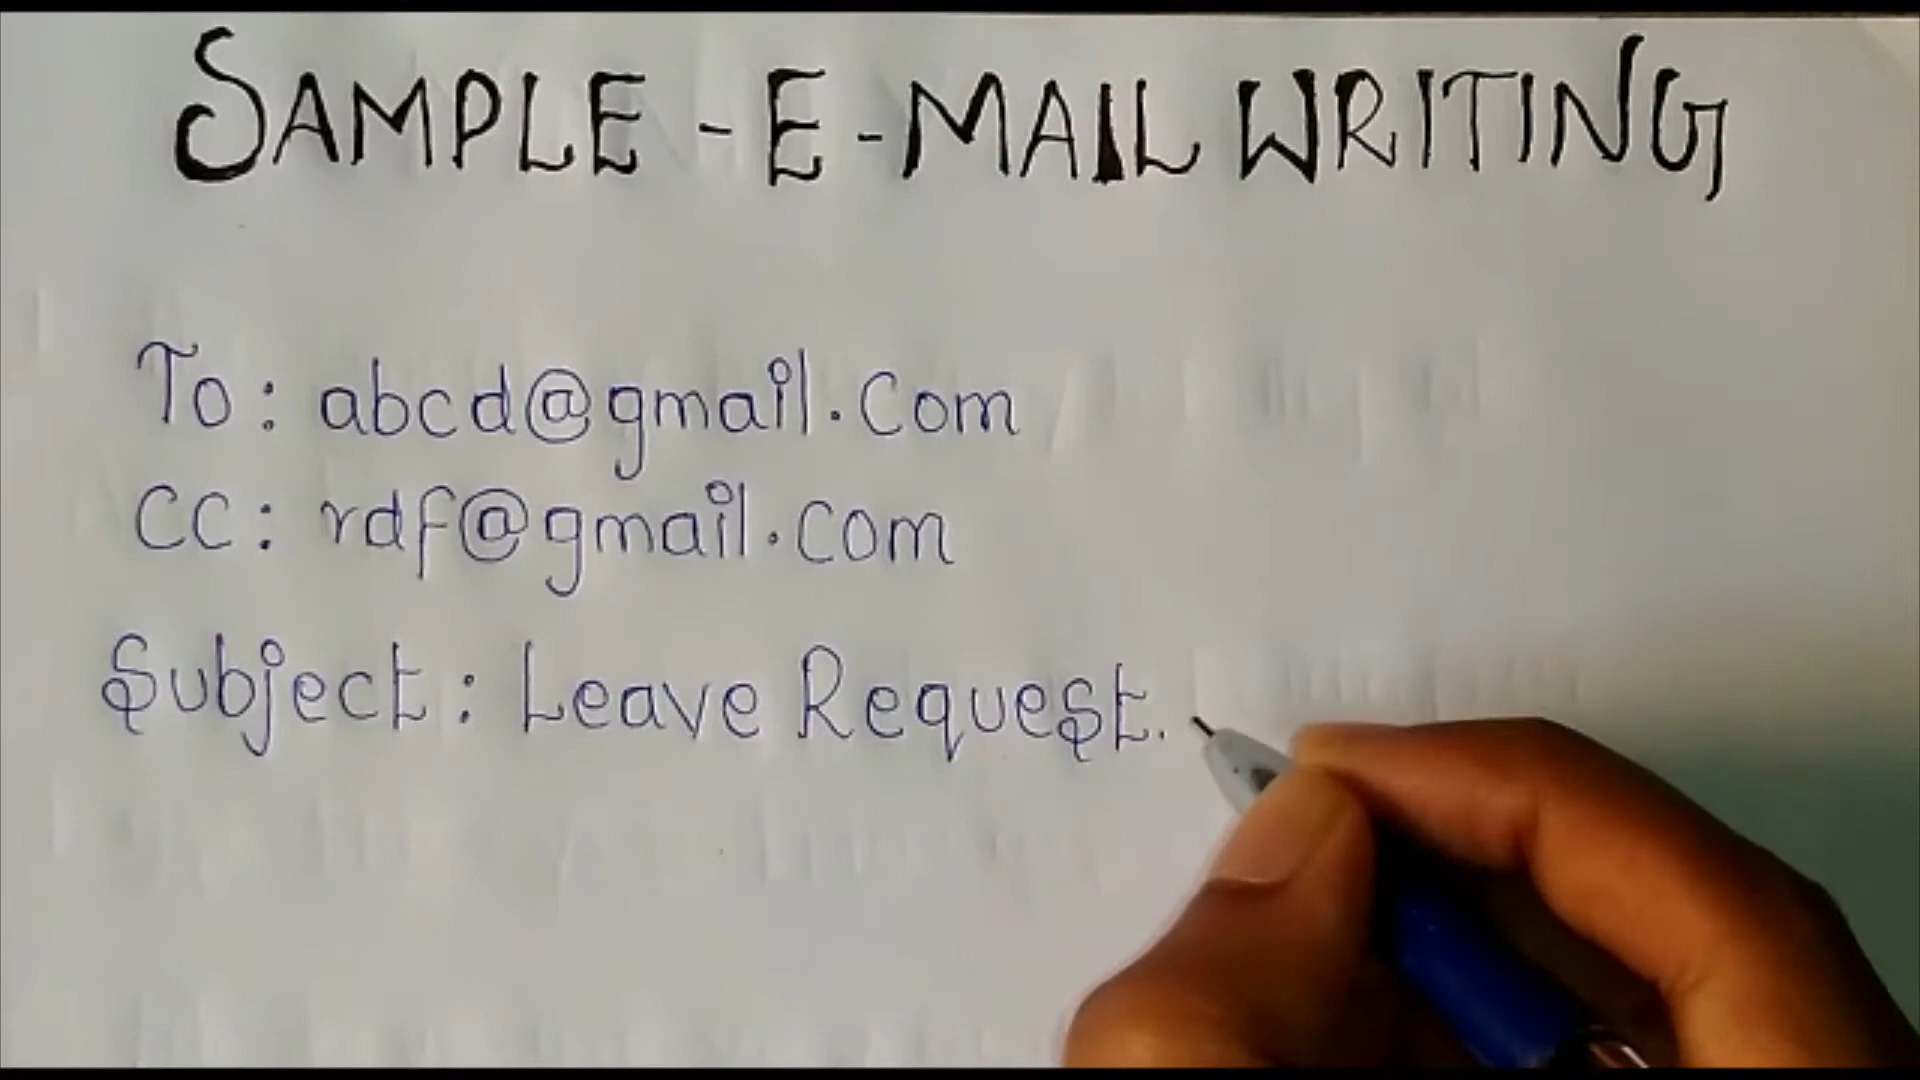 SAMPLE - E - MAIL WRITING
To : abcd@gmail.com
CC : rdf@gmail.com
Subject : Leave Request.